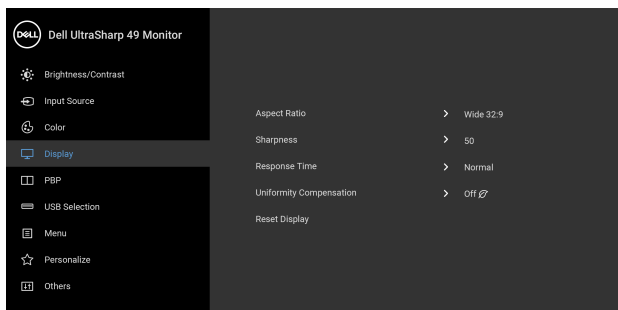 DELL Dell UltraSharp 49 Monitor
Brightness/Contrast
Input Source
Color
Display
PBP
USB Selection
Menu
Personalize
Others
Aspect Ratio > Wide 32:9
Sharpness > 50
Response Time > Normal
Uniformity Compensation > Off
Reset Display